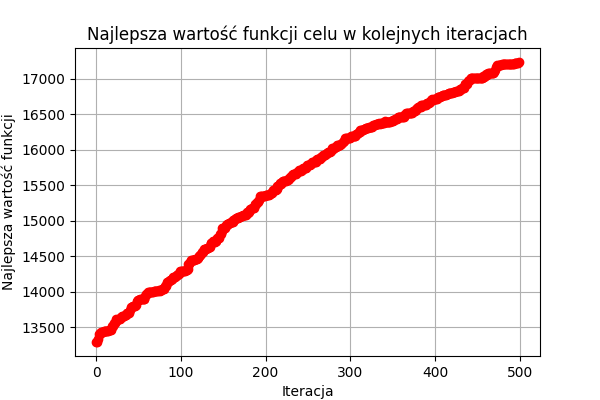 Najlepsza wartość funkcji celu w kolejnych iteracjach
Najlepsza wartość funkcji
17000
16500
16000
15500
15000
14500
14000
13500
0 100 200 300 400 500
Iteracja